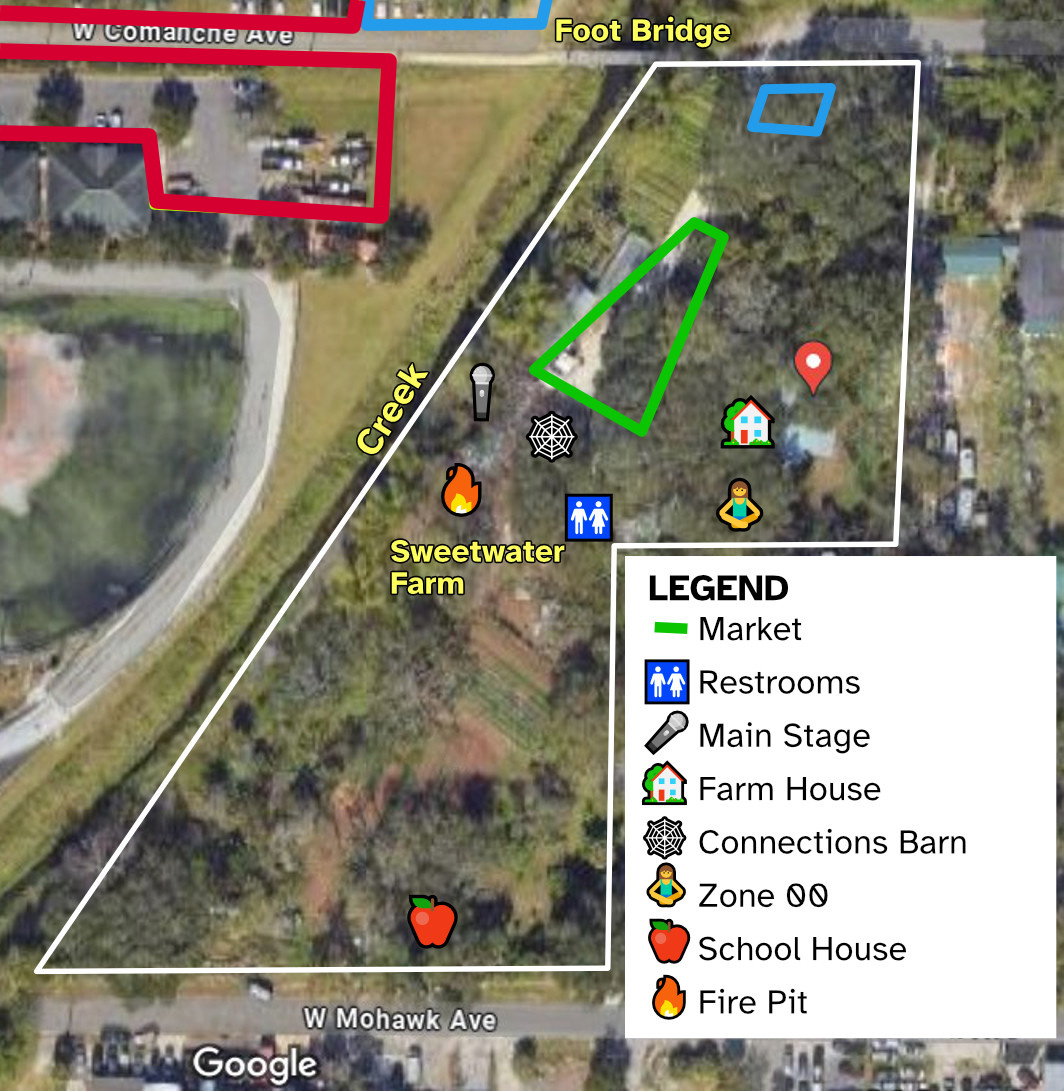 W Comanche Ave
Foot Bridge
Creek
Sweetwater
Farm
LEGEND
Market
Restrooms
Main Stage
Farm House
Connections Barn
Zone 00
School House
Fire Pit
W Mohawk Ave
Google